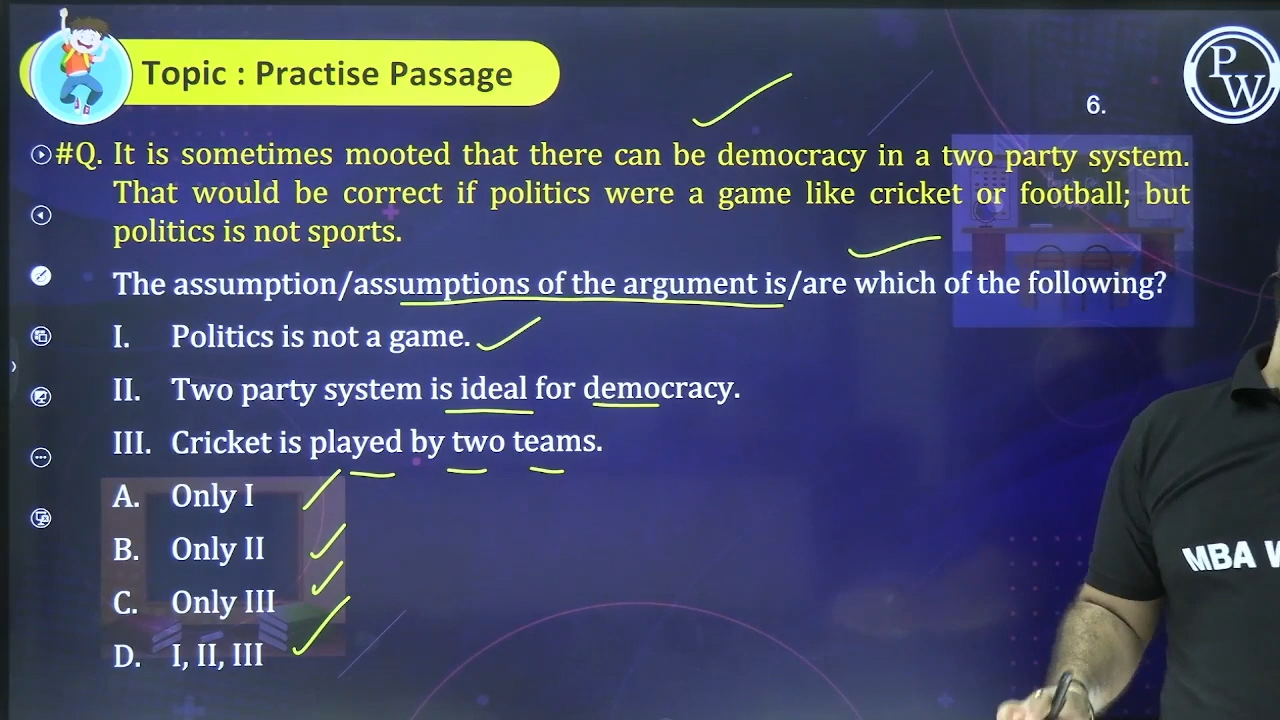 Topic : Practise Passage
PW
6.
#Q. It is sometimes mooted that there can be democracy in a two party system.
That would be correct if politics were a game like cricket or football; but
politics is not sports.
The assumption/assumptions of the argument is/are which of the following?
I. Politics is not a game.
II. Two party system is ideal for democracy.
III. Cricket is played by two teams.
A. Only I
B. Only II
C. Only III
D. I, II, III
MBA